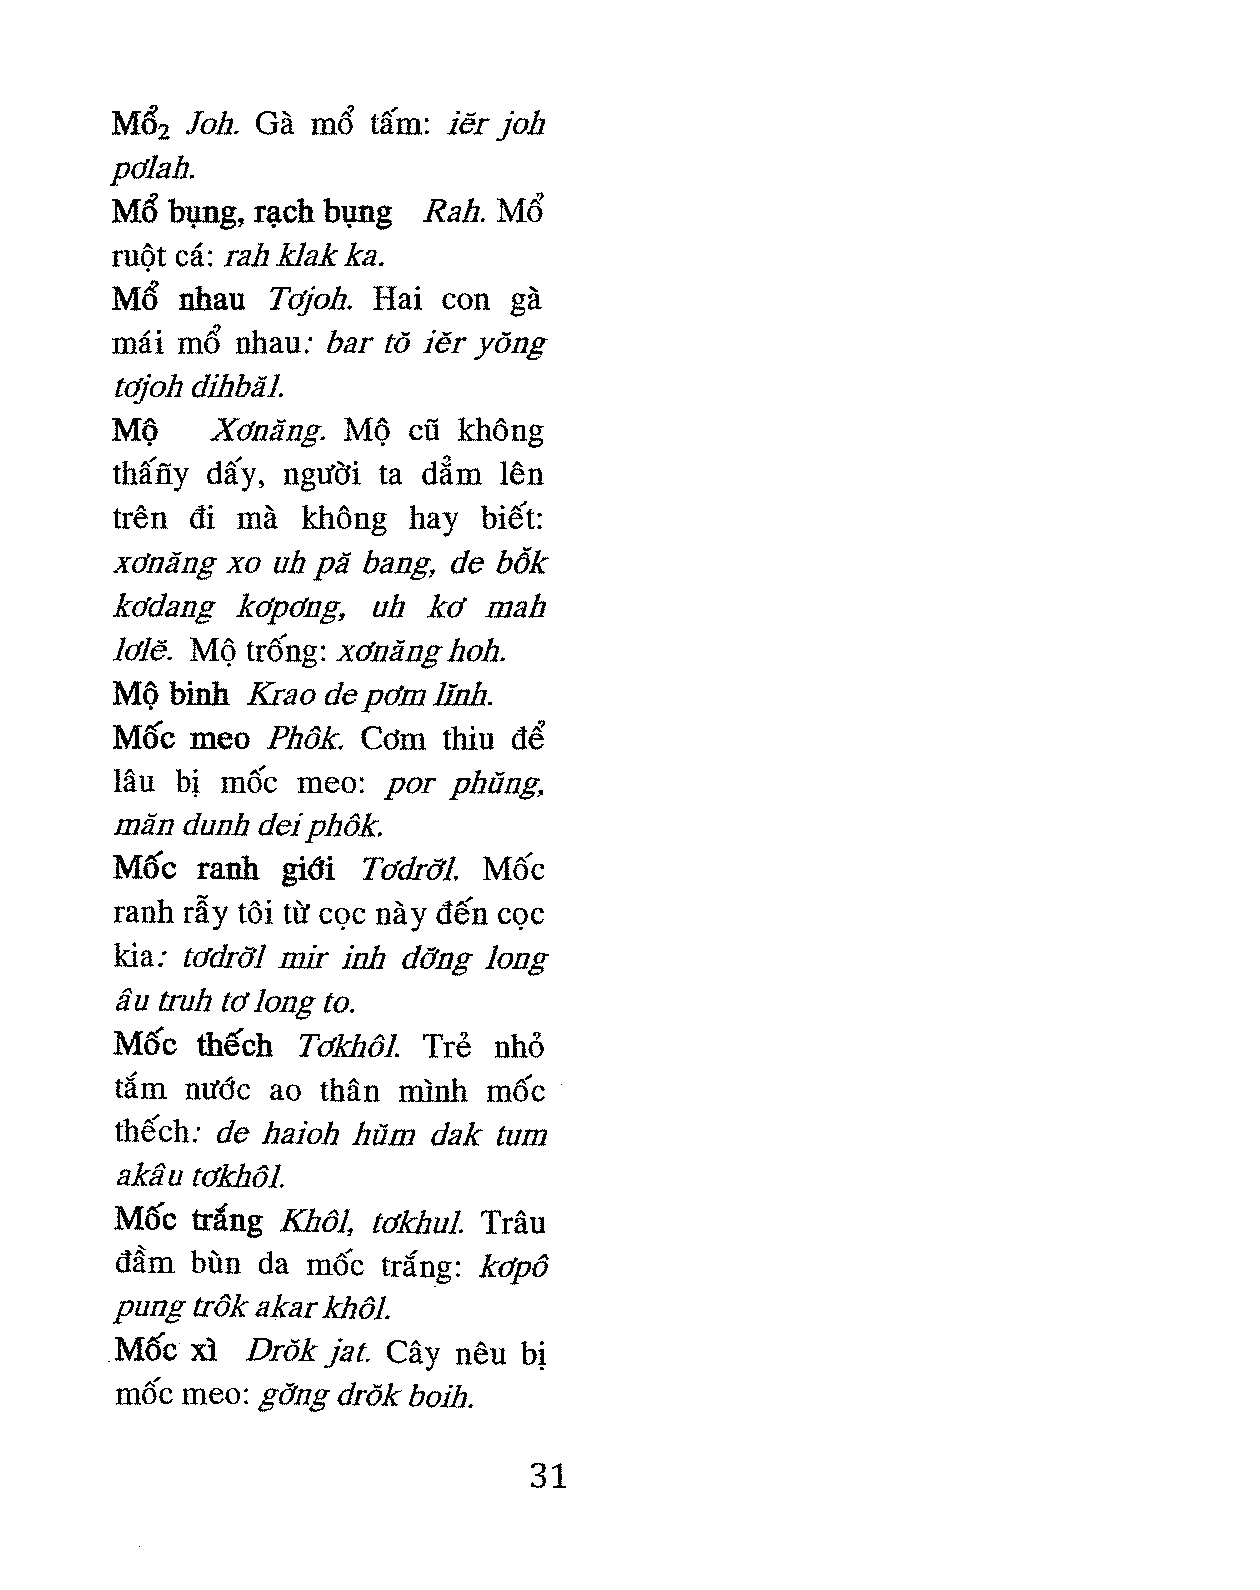 Mổ₂ Joh. Gà mổ tấm: iĕr joh
pơlah.
Mổ bụng, rạch bụng Rah. Mổ
ruột cá: rah klak ka.
Mổ nhau Tơjoh. Hai con gà
mái mổ nhau: bar tŏ iĕr yŏng
tơjoh dihbăl.
Mộ Xơnăng. Mộ cũ không
thấñy dấy, người ta dẫm lên
trên đi mà không hay biết:
xơnăng xo uh pă bang, de bô̆k
kơdang kơpơng, uh kơ mah
lơlĕ. Mộ trống: xơnăng hoh.
Mộ binh Krao de pơm lĭnh.
Mốc meo Phôk. Cơm thiu để
lâu bị mốc meo: por phŭng,
măn dunh dei phôk.
Mốc ranh giới Tơdrơ̆l. Mốc
ranh rẫy tôi từ cọc này đến cọc
kia: tơdrơ̆l mir inh dơ̆ng long
âu truh tơ long to.
Mốc thếch Tơkhôl. Trẻ nhỏ
tắm nước ao thân mình mốc
thếch: de haioh hŭm dak tum
akâu tơkhôl.
Mốc trắng Khôl, tơkhul. Trâu
đầm bùn da mốc trắng: kơpô
pung trôk akar khôl.
Mốc xì Drŏk jat. Cây nêu bị
mốc meo: gơ̆ng drŏk boih.
31